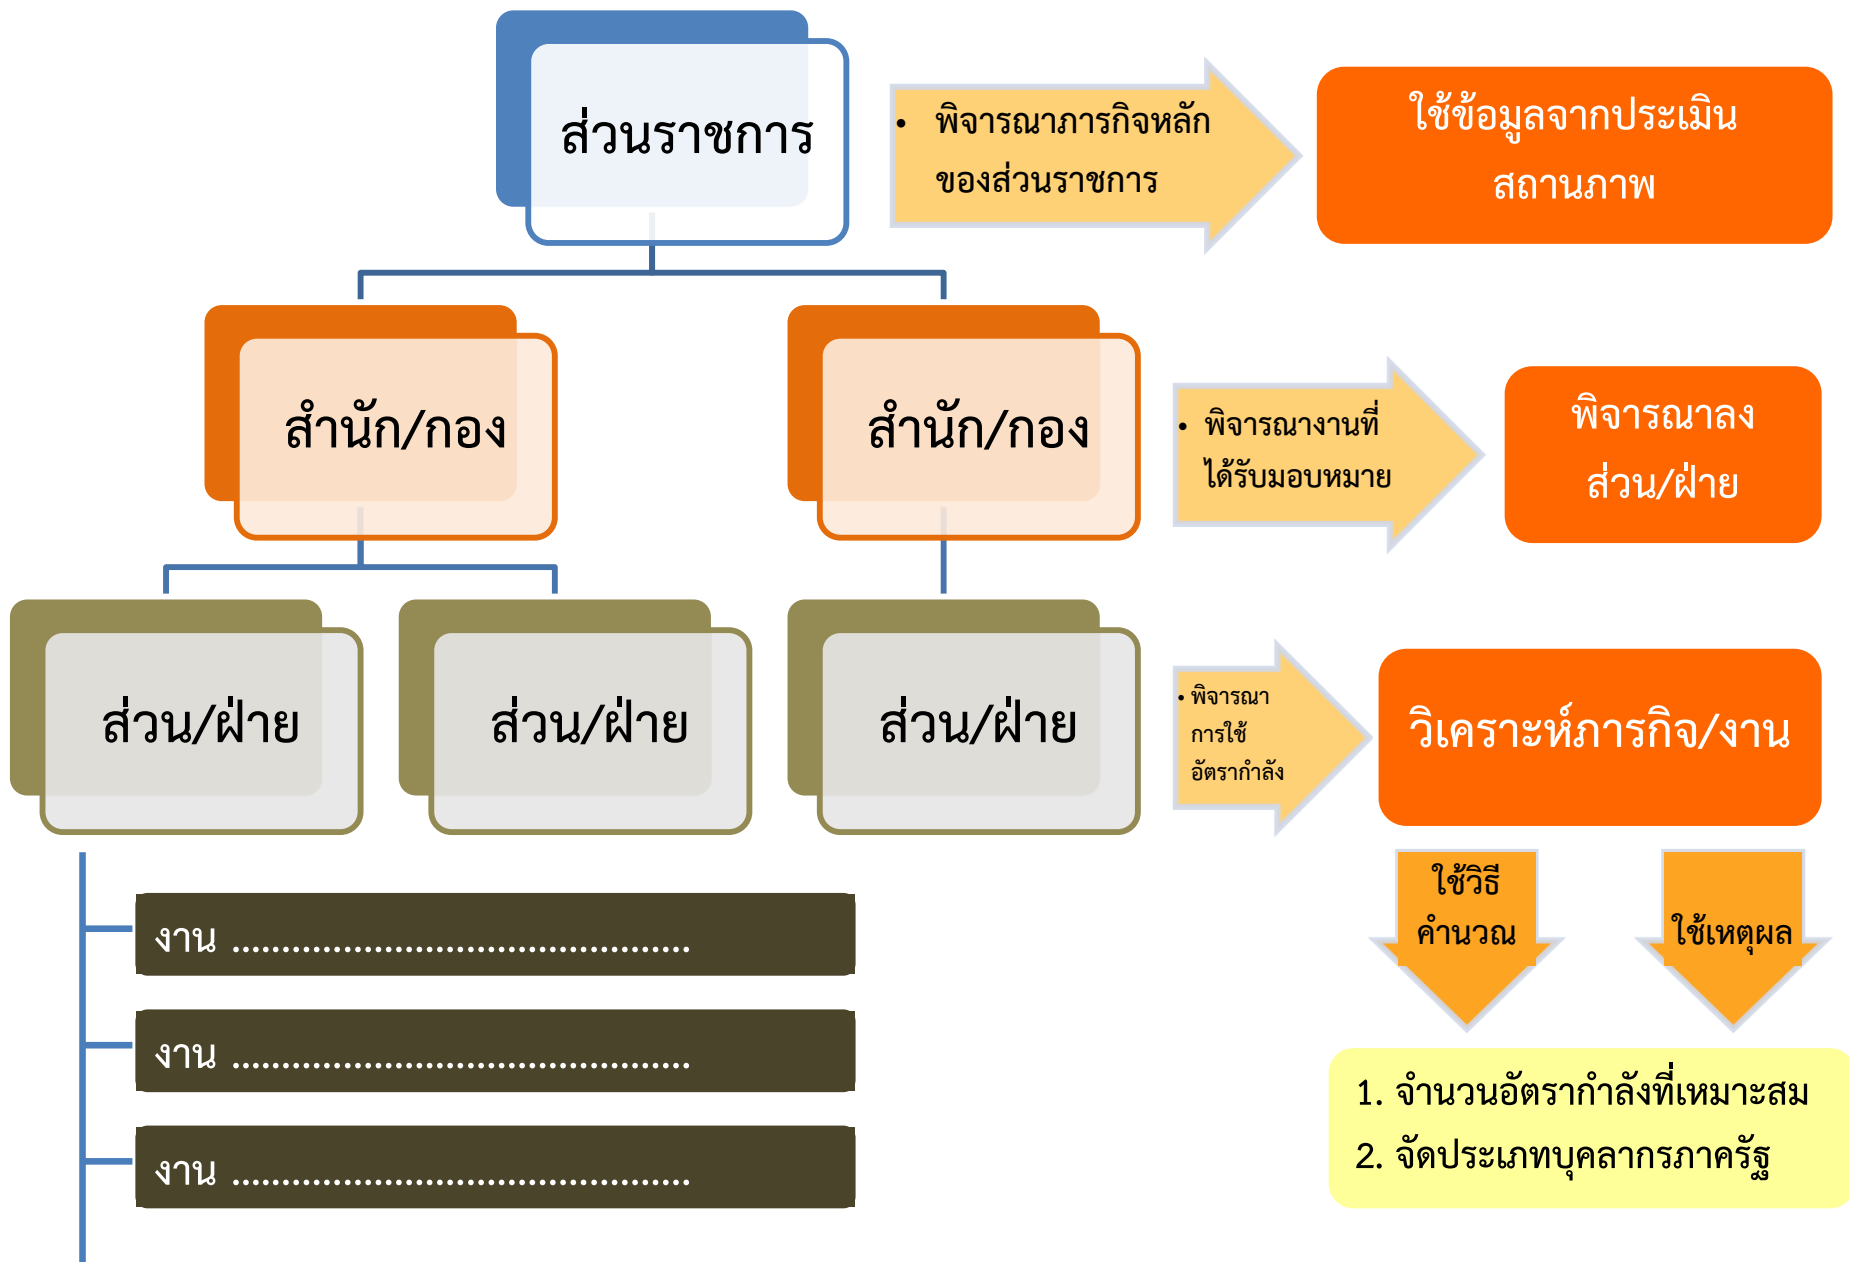 ส่วนราชการ
• พิจารณาภารกิจหลัก
ของส่วนราชการ
ใช้ข้อมูลจากประเมิน
สถานภาพ
สำนัก/กอง
สำนัก/กอง
• พิจารณางานที่
ได้รับมอบหมาย
พิจารณาลง
ส่วน/ฝ่าย
ส่วน/ฝ่าย
ส่วน/ฝ่าย
ส่วน/ฝ่าย
• พิจารณา
การใช้
อัตรากำลัง
วิเคราะห์ภารกิจ/งาน
ใช้วิธี
คำนวณ
ใช้เหตุผล
งาน .............................................
งาน .............................................
งาน .............................................
1. จำนวนอัตรากำลังที่เหมาะสม
2. จัดประเภทบุคลากรภาครัฐ